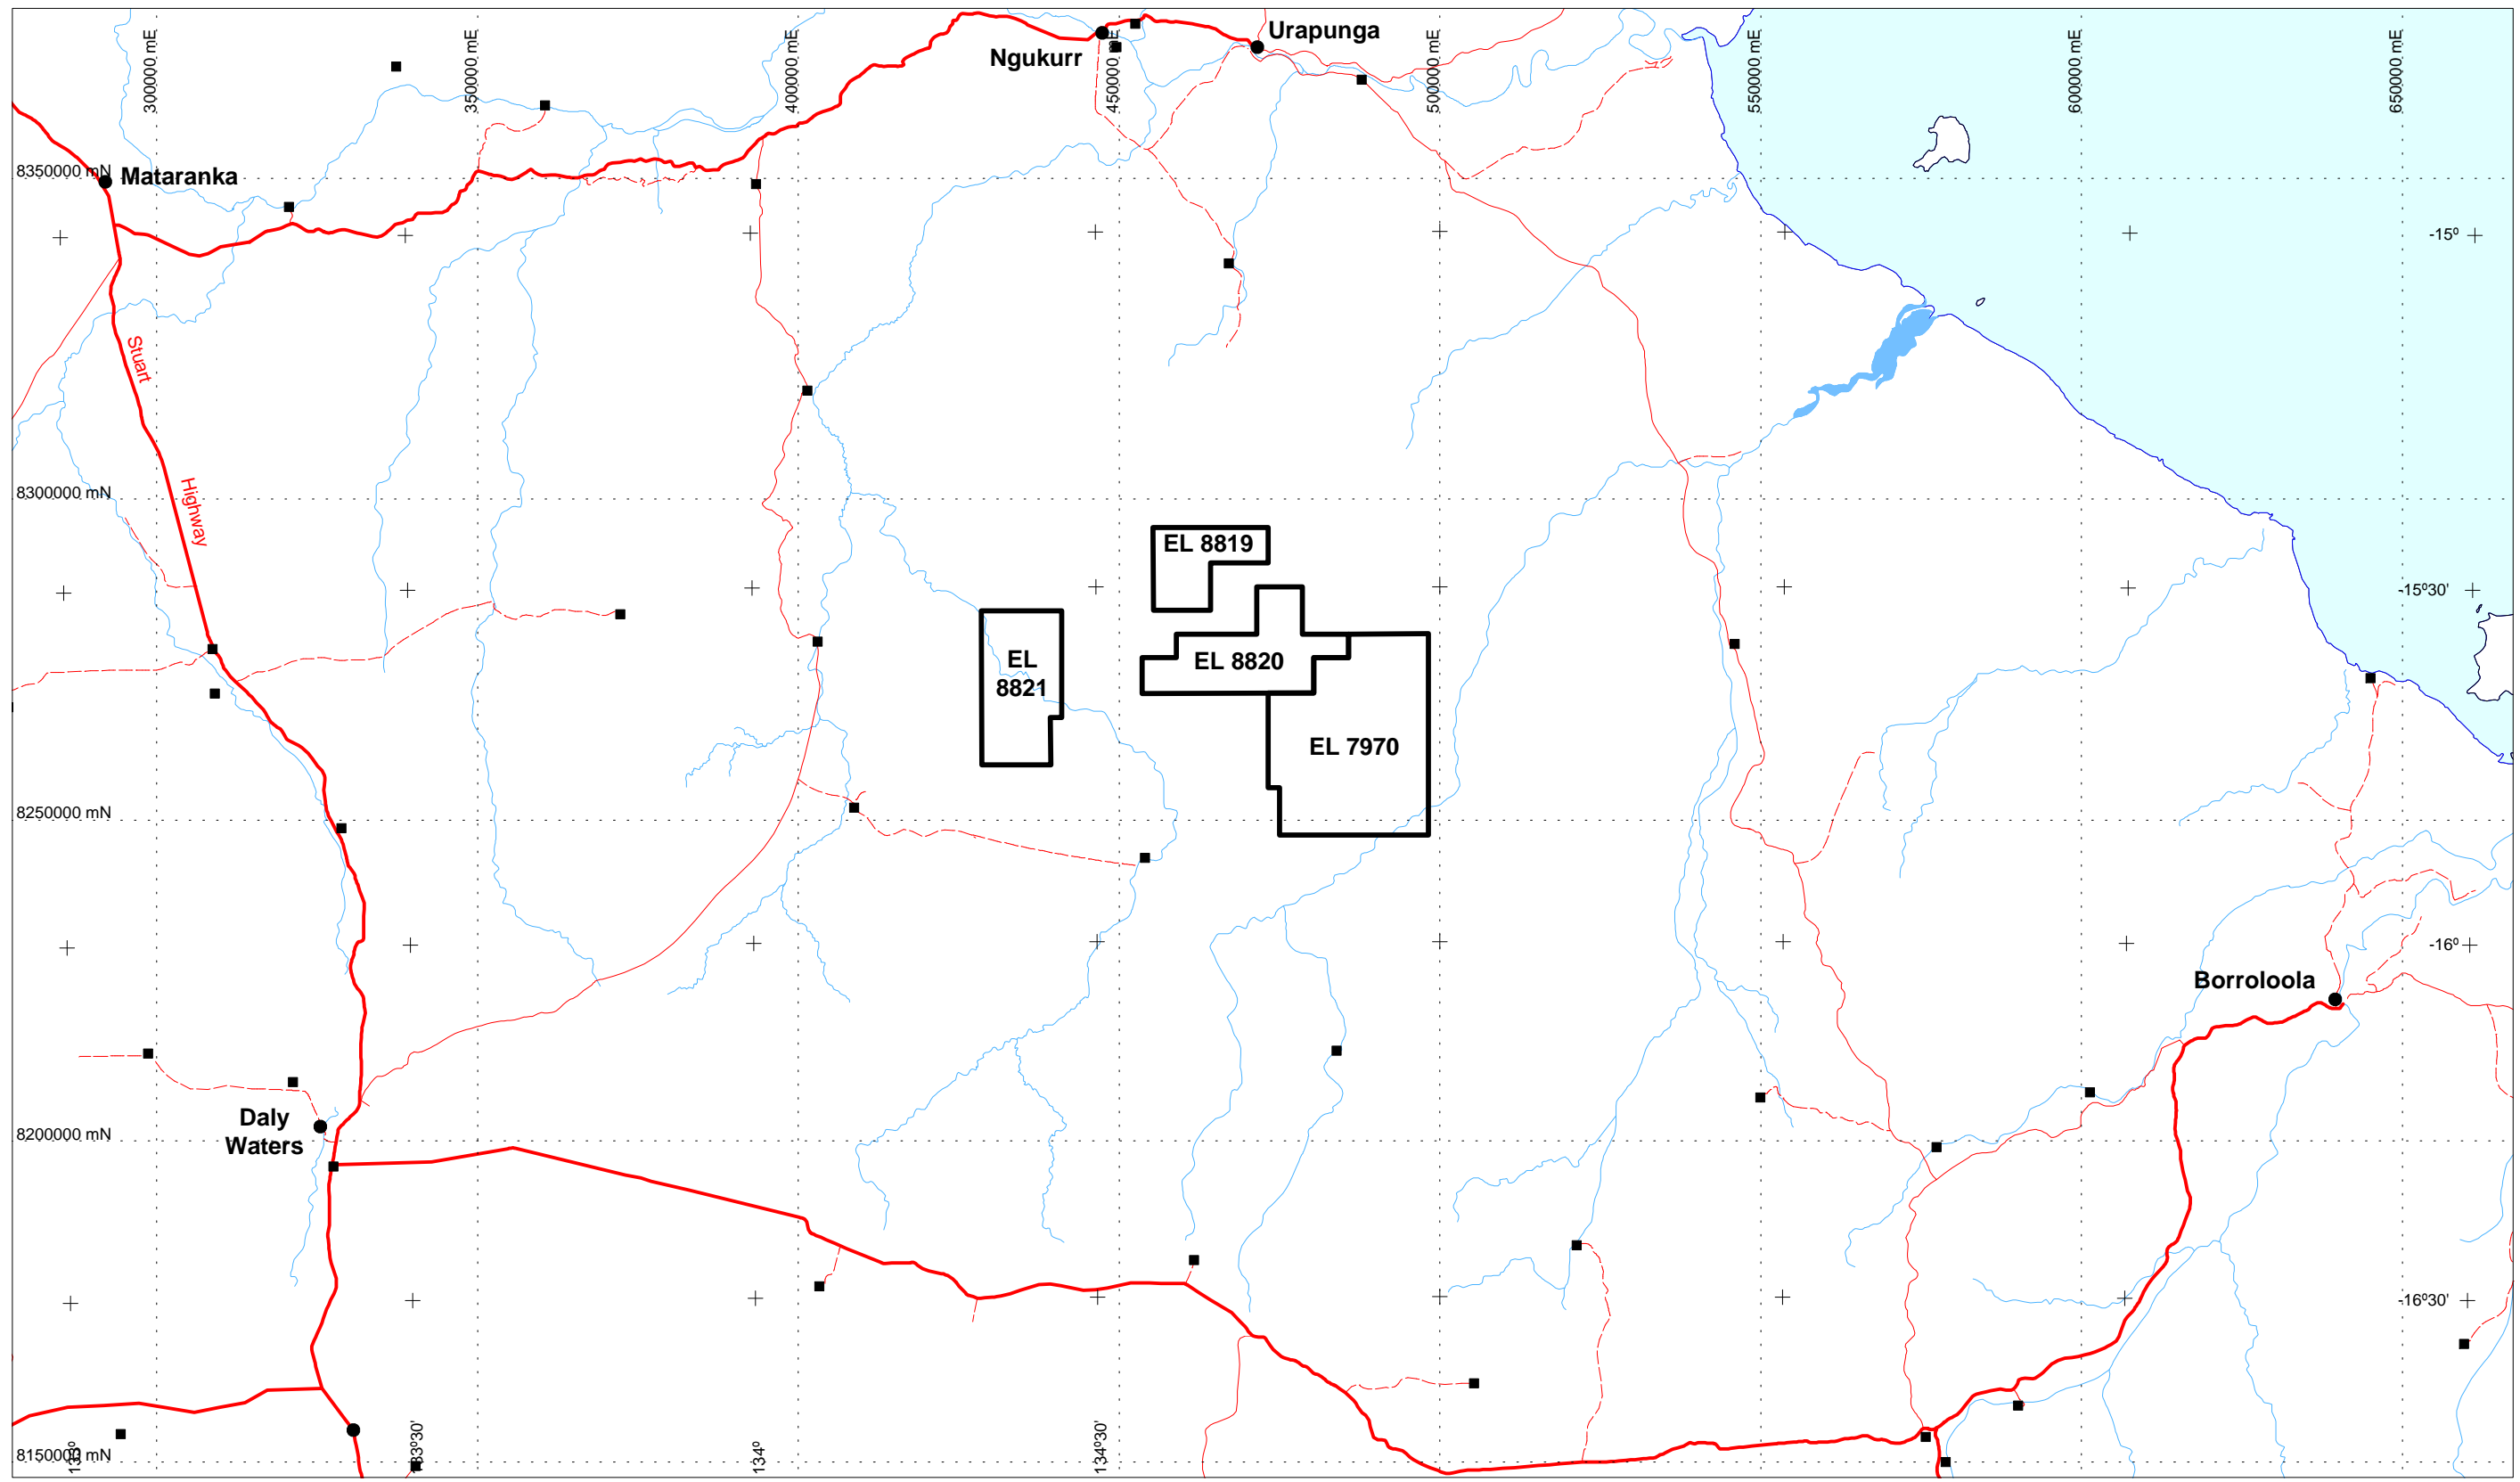 300000 mE
350000 mE
400000 mE
450000 mE
500000 mE
550000 mE
600000 mE
650000 mE
Ngukurr
Urapunga
8350000 mN
Mataranka
-15º
Stuart
Highway
8300000 mN
EL 8819
-15º30'
EL
8821
EL 8820
EL 7970
8250000 mN
-16º
Borroloola
Daly
Waters
8200000 mN
-16º30'
8150000 mN
133º
133º30'
134º
134º30'